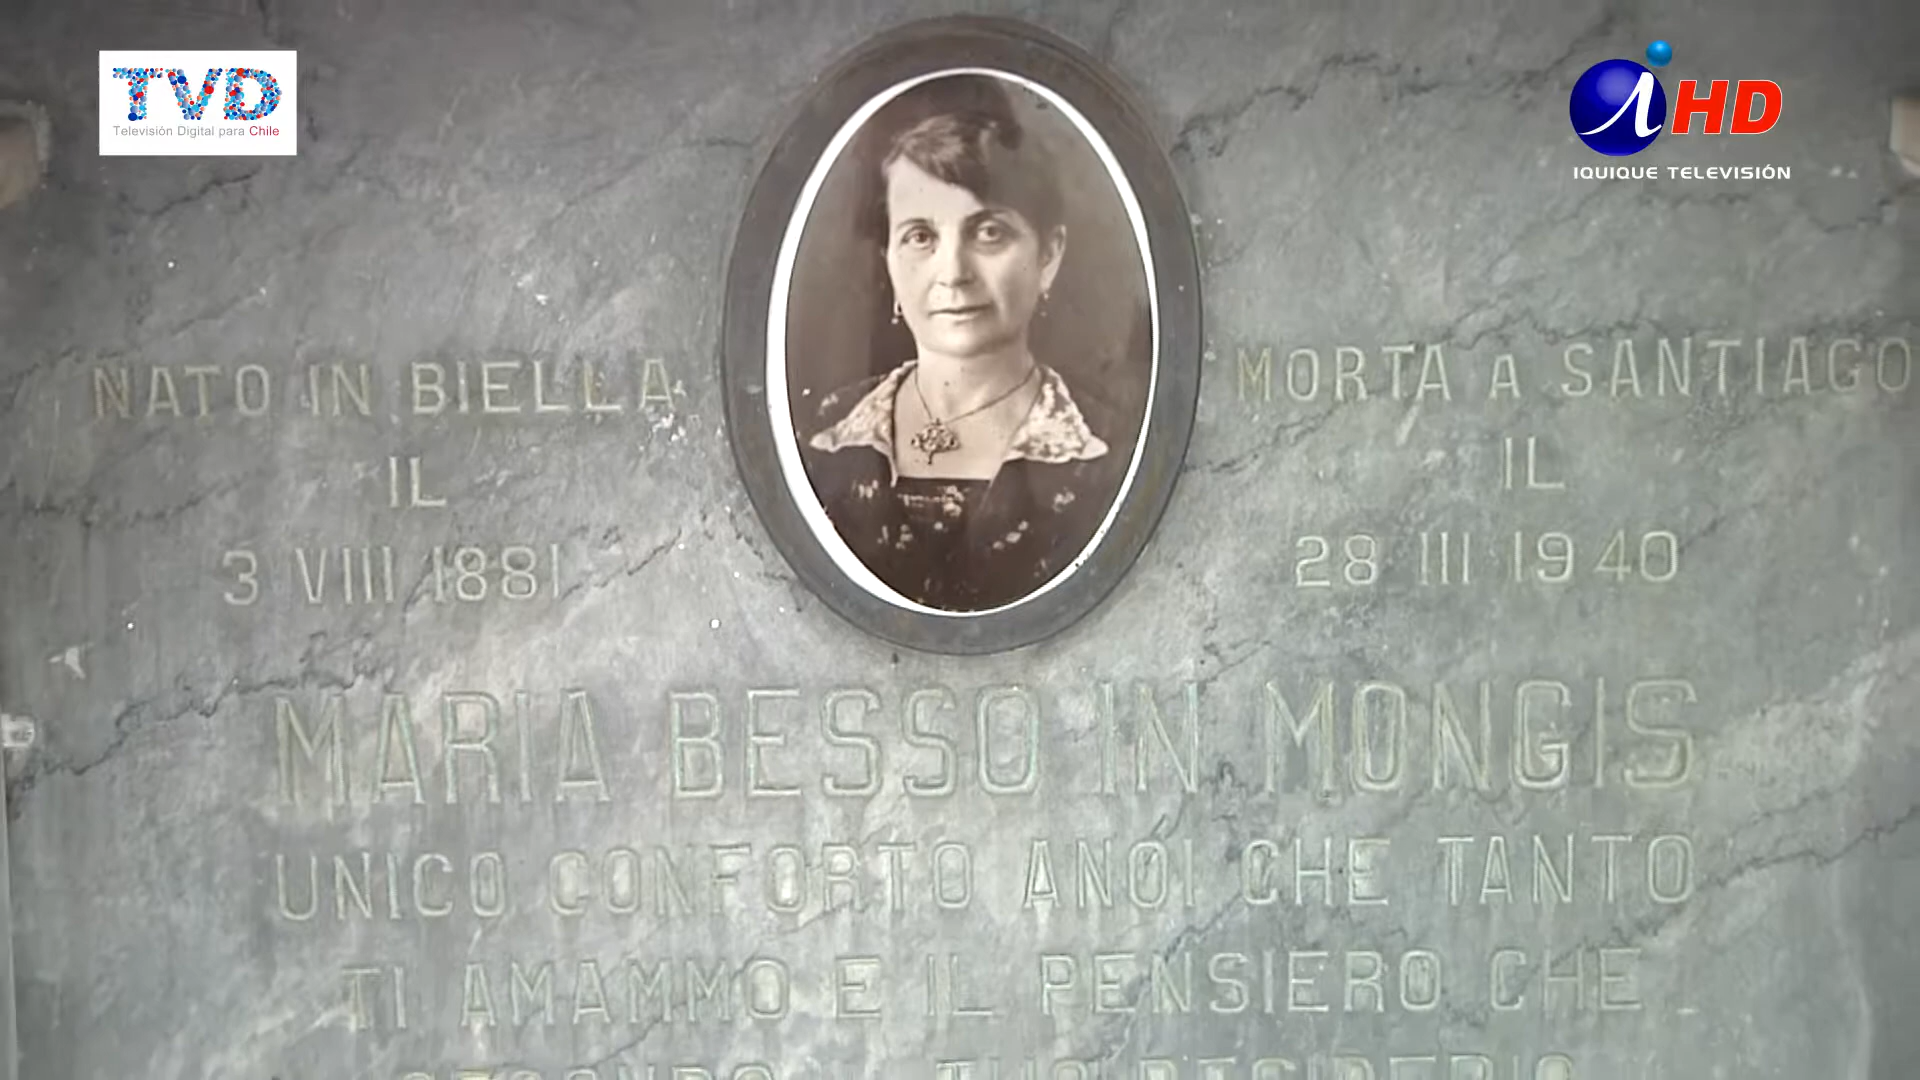 TVD
Televisión Digital para Chile
HD
IQUIQUE TELEVISIÓN
NATO IN BIELLA
IL
3 VIII 1881
MORTA A SANTIAGO
IL
28 III 1940
MARIA BESSO IN MONGIS
UNICO CONFORTO ANÓI CHE TANTO
TI AMAMMO E IL PENSIERO CHE